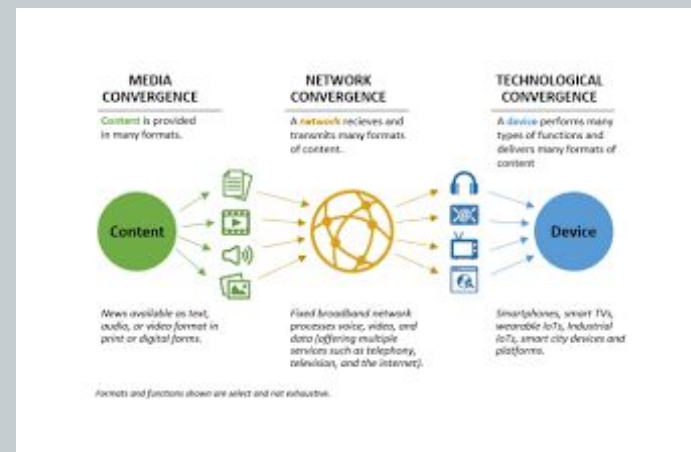 MEDIA
CONVERGENCE
Content is provided
in many formats.
NETWORK
CONVERGENCE
A network recieves and
transmits many formats
of content.
TECHNOLOGICAL
CONVERGENCE
A device performs many
types of functions and
delivers many formats of
content
Content
Device
News available as text,
audio, or video format in
print or digital forms.
Fixed broadband network
processes voice, video, and
data (offering multiple
services such as telephony,
television, and the internet).
Smartphones, smart TVs,
wearable IoTs, Industrial
IoTs, smart city devices and
platforms.
Formats and functions shown are select and not exhaustive.